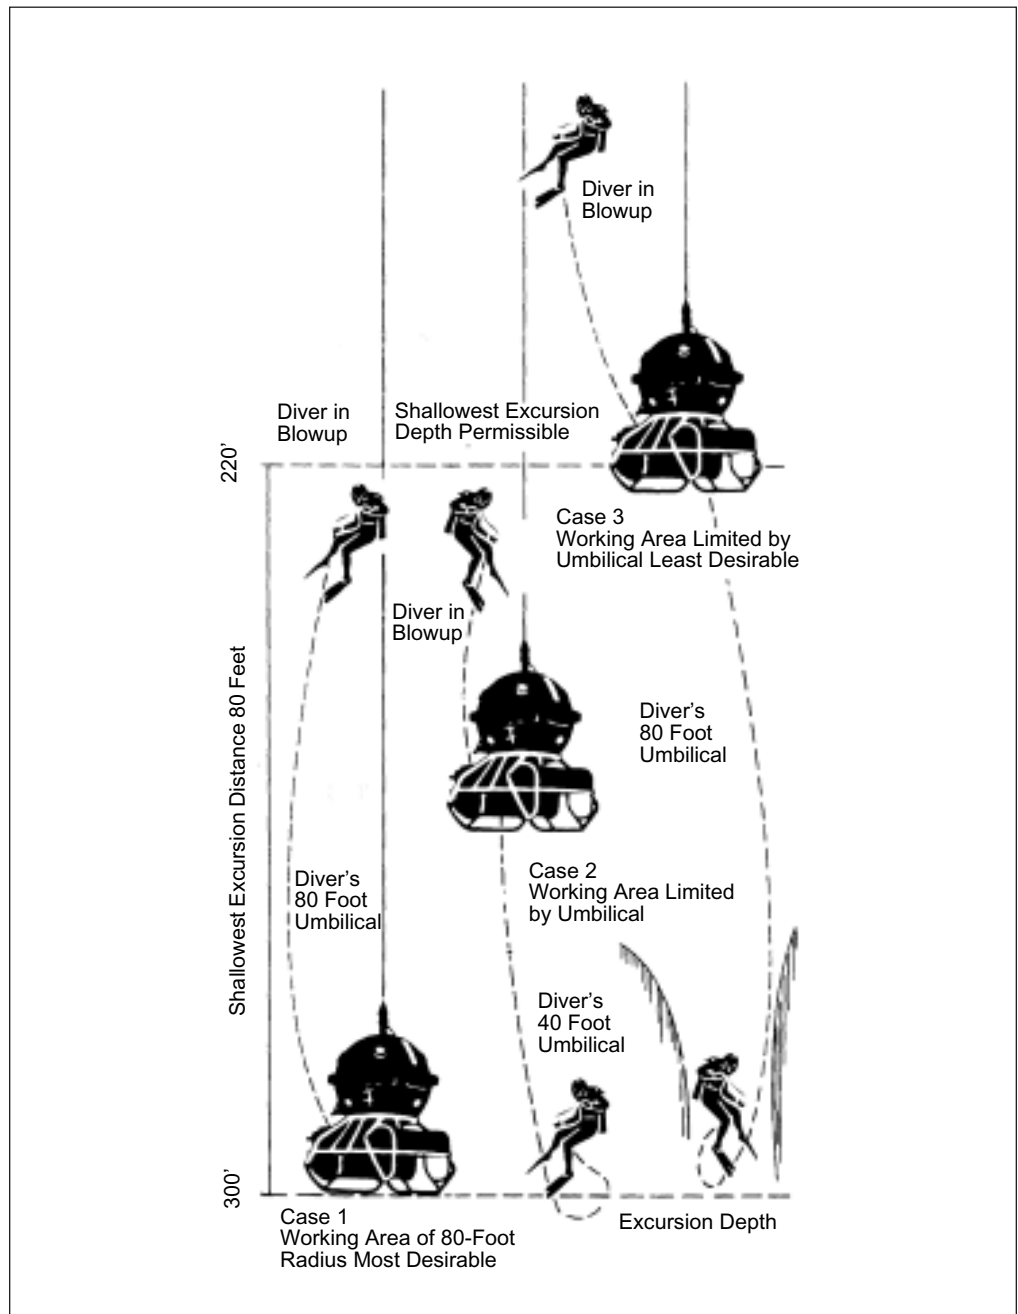 Diver in
Blowup
Diver in
Blowup
Shallowest Excursion
Depth Permissible
220’
Case 3
Working Area Limited by
Umbilical Least Desirable
Diver in
Blowup
Shallowest Excursion Distance 80 Feet
Diver’s
80 Foot
Umbilical
Diver’s
80 Foot
Umbilical
Case 2
Working Area Limited
by Umbilical
Diver’s
40 Foot
Umbilical
300’
Case 1
Working Area of 80-Foot
Radius Most Desirable
Excursion Depth